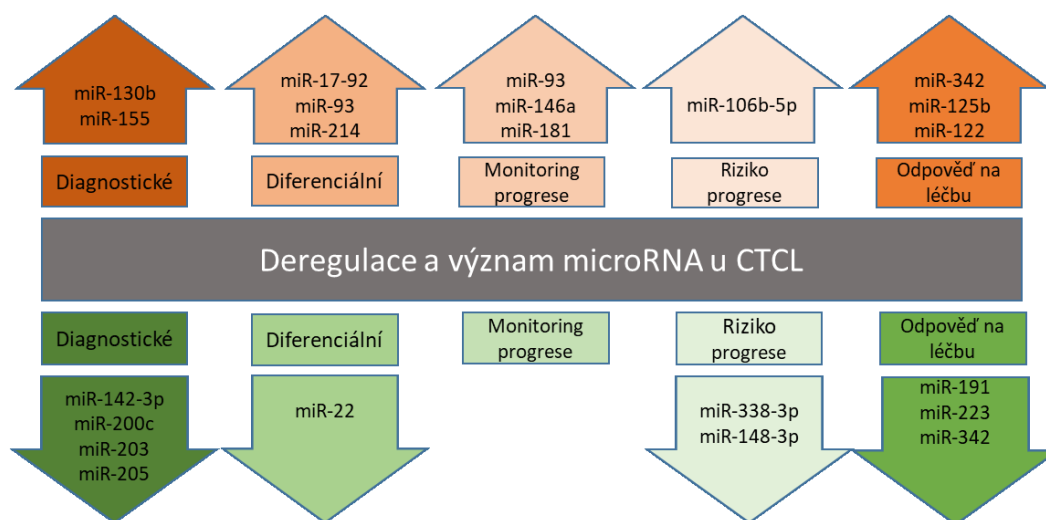 miR-130b
miR-155
miR-17-92
miR-93
miR-214
miR-93
miR-146a
miR-181
miR-106b-5p
miR-342
miR-125b
miR-122
Diagnostické
Diferenciální
Monitoring
progrese
Riziko
progrese
Odpověď na
léčbu
Deregulace a význam microRNA u CTCL
Diagnostické
Diferenciální
Monitoring
progrese
Riziko
progrese
Odpověď na
léčbu
miR-142-3p
miR-200c
miR-203
miR-205
miR-22
miR-338-3p
miR-148-3p
miR-191
miR-223
miR-342